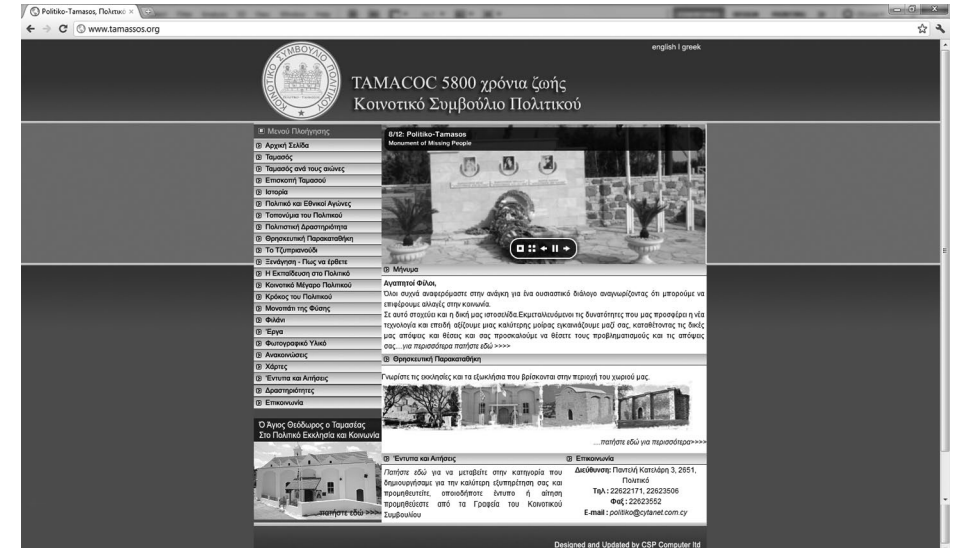 Politiko-Tamasos, Πολιτικό
www.tamassos.org
english | greek
ΚΟΙΝΟΤΙΚΟ ΣΥΜΒΟΥΛΙΟ ΠΟΛΙΤΙΚΟΥ
ΤΑΜΑCΟC 5800 χρόνια ζωής
Κοινοτικό Συμβούλιο Πολιτικού
Μενού Πλοήγησης
Αρχική Σελίδα
Ταμασός
Ταμασός ανά τους αιώνες
Επισκοπή Ταμασού
Ιστορία
Πολιτικό και Εθνικοί Αγώνες
Τοπονύμια του Πολιτικού
Πολιτιστική Δραστηριότητα
Θρησκευτική Παρακαταθήκη
Το Τζυπριανούδι
Ξενάγηση - Πως να έρθετε
Η Εκπαίδευση στο Πολιτικό
Κοινοτικό Μέγαρο Πολιτικού
Κρόκος του Πολιτικού
Μονοπάτι της Φύσης
Φιλάνι
Έργα
Φωτογραφικό Υλικό
Ανακοινώσεις
Χάρτες
Έντυπα και Αιτήσεις
Δραστηριότητες
Επικοινωνία
Ο Άγιος Θεόδωρος ο Ταμασέας
Στο Πολιτικό Εκκλησία και Κοινωνία
πατήστε εδώ >>>
8/12: Politiko-Tamasos
Monument of Missing People
Μήνυμα
Αγαπητοί Φίλοι,
Όλοι συχνά αναφερόμαστε στην ανάγκη για ένα ουσιαστικό διάλογο αναγνωρίζοντας ότι μπορούμε να
επιφέρουμε αλλαγές στην κοινωνία.
Σε αυτό στοχεύει και η δική μας ιστοσελίδα.Εκμεταλλευόμενοι τις δυνατότητες που μας προσφέρει η νέα
τεχνολογία και επειδή αξίζουμε μιας καλύτερης μοίρας εγκαινιάζουμε μαζί σας, καταθέτοντας τις δικές
μας απόψεις και θέσεις και σας προσκαλούμε να θέσετε τους προβληματισμούς και τις απόψεις
σας....για περισσότερα πατήστε εδώ >>>>
Θρησκευτική Παρακαταθήκη
Γνωρίστε τις εκκλησίες και τα εξωκλήσια που βρίσκονται στην περιοχή του χωριού μας.
....πατήστε εδώ για περισσότερα>>>>
Έντυπα και Αιτήσεις
Πατήστε εδώ για να μεταβείτε στην κατηγορία που
δημιουργήσαμε για την καλύτερη εξυπηρέτηση σας και
προμηθευτείτε, οποιοδήποτε έντυπο ή αίτηση
προμηθεύεστε από τα Γραφεία του Κοινοτικού
Συμβουλίου
Επικοινωνία
Διεύθυνση: Παντελή Κατελάρη 3, 2651,
Πολιτικό
Τηλ : 22622171, 22623506
Φαξ : 22623552
E-mail : politiko@cytanet.com.cy
Designed and Updated by CSP Computer ltd